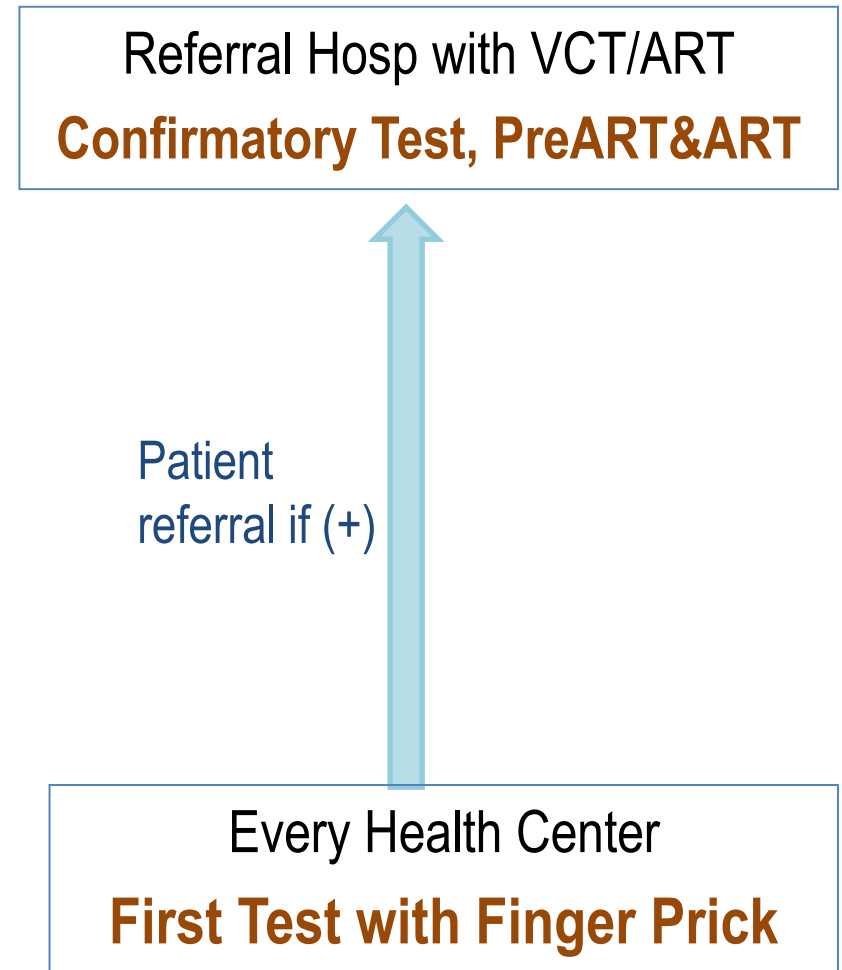 Referral Hosp with VCT/ART
Confirmatory Test, PreART&ART
Patient
referral if (+)
Every Health Center
First Test with Finger Prick